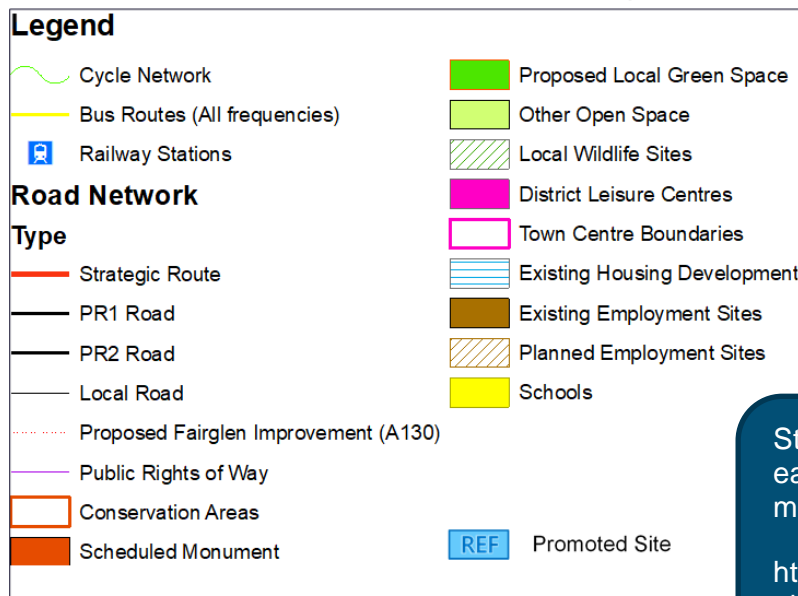 Legend
Cycle Network
Bus Routes (All frequencies)
Railway Stations
Road Network
Type
Strategic Route
PR1 Road
PR2 Road
Local Road
Proposed Fairglen Improvement (A130)
Public Rights of Way
Conservation Areas
Scheduled Monument
Proposed Local Green Space
Other Open Space
Local Wildlife Sites
District Leisure Centres
Town Centre Boundaries
Existing Housing Development
Existing Employment Sites
Planned Employment Sites
Schools
REF Promoted Site